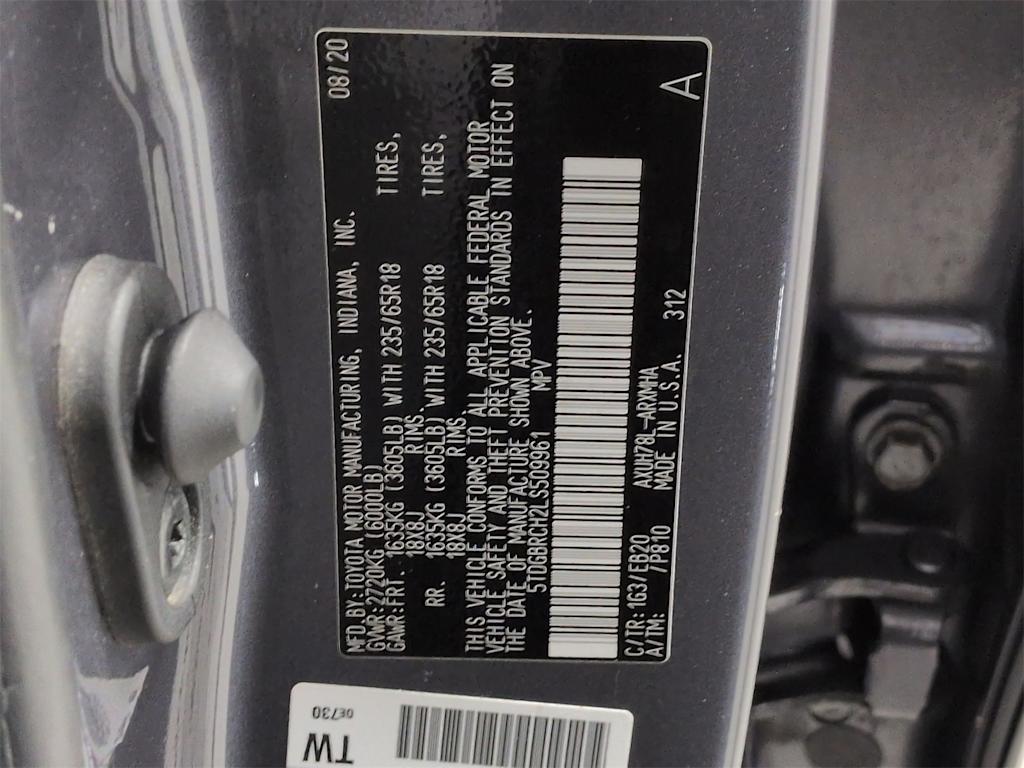 MFD.BY:TOYOTA MOTOR MANUFACTURING, INDIANA, INC. 08/20
GVWR:2720KG (6000LB)
GAWR:FRT. 1635KG (3605LB) WITH 235/65R18 TIRES,
18X8J RIMS.
RR. 1635KG (3605LB) WITH 235/65R18 TIRES,
18X8J RIMS.
THIS VEHICLE CONFORMS TO ALL APPLICABLE FEDERAL MOTOR
VEHICLE SAFETY AND THEFT PREVENTION STANDARDS IN EFFECT ON
THE DATE OF MANUFACTURE SHOWN ABOVE.
5TDGBRCH2LS509961 MPV
C/TR: 1G3/EB20 AXUH78L-ARXMHA
A/TM: /P810 MADE IN U.S.A. 312 A
0E730
TW